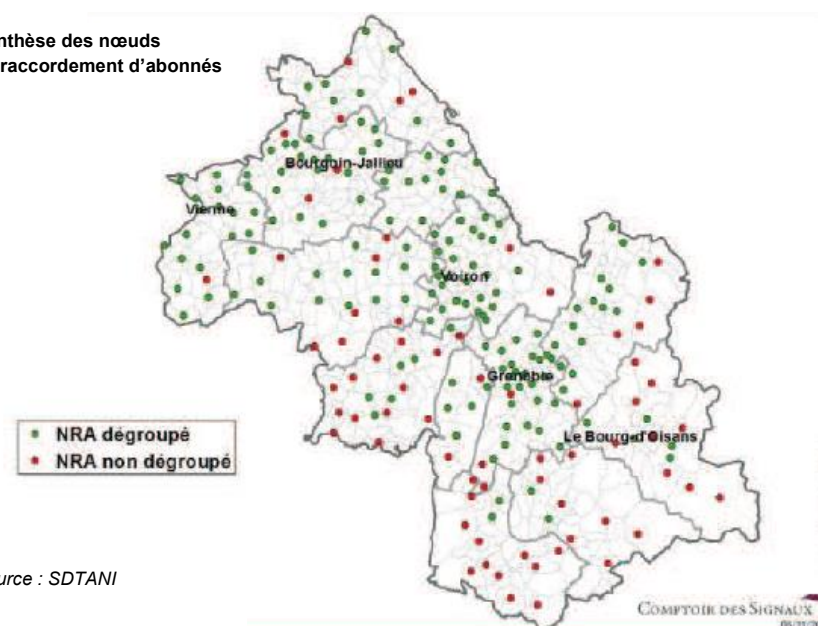 nthèse des nœuds
raccordement d'abonnés
Bourgoin-Jallieu
Vienne
Voiron
Grenoble
Le Bourg-d'Oisans
NRA dégroupé
NRA non dégroupé
urce : SDTANI
COMPTOIR DES SIGNAUX